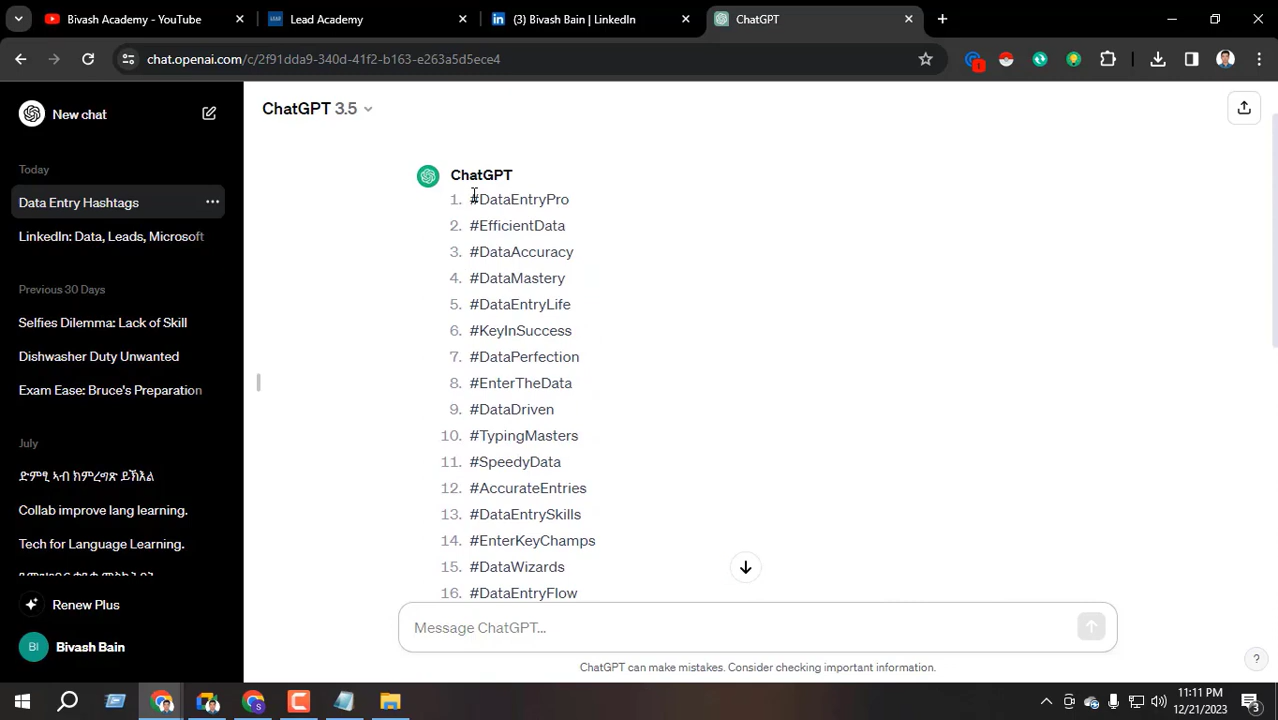 Bivash Academy - YouTube
Lead Academy
(3) Bivash Bain | LinkedIn
ChatGPT
chat.openai.com/c/2f91dda9-340d-41f2-b163-e263a5d5ece4
New chat
Today
Data Entry Hashtags
LinkedIn: Data, Leads, Microsoft
Previous 30 Days
Selfies Dilemma: Lack of Skill
Dishwasher Duty Unwanted
Exam Ease: Bruce's Preparation
July
ድምፂ ኣብ ክምረግጽ ይኽእል
Collab improve lang learning.
Tech for Language Learning.
Renew Plus
BI
Bivash Bain
ChatGPT 3.5
ChatGPT
1. #DataEntryPro
2. #EfficientData
3. #DataAccuracy
4. #DataMastery
5. #DataEntryLife
6. #KeyInSuccess
7. #DataPerfection
8. #EnterTheData
9. #DataDriven
10. #TypingMasters
11. #SpeedyData
12. #AccurateEntries
13. #DataEntrySkills
14. #EnterKeyChamps
15. #DataWizards
16. #DataEntryFlow
Message ChatGPT...
ChatGPT can make mistakes. Consider checking important information.
?
11:11 PM
12/21/2023
3